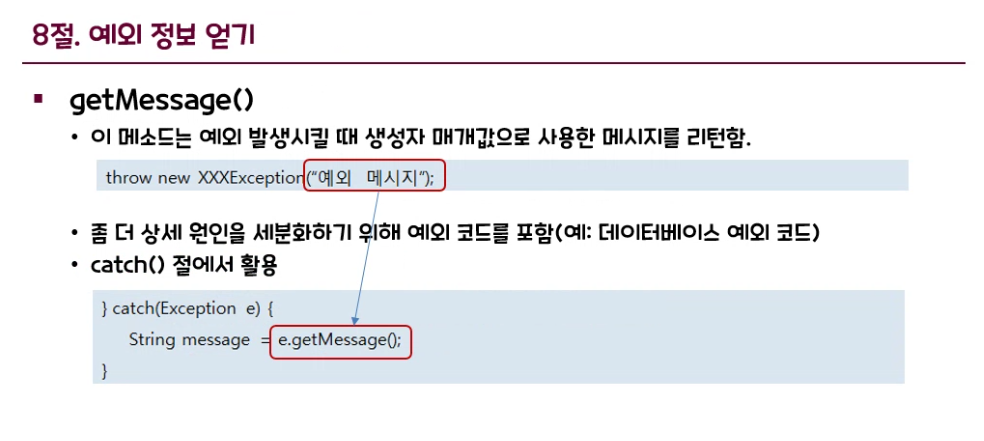 8절. 예외 정보 얻기
▪ getMessage()
• 이 메소드는 예외 발생시킬 때 생성자 매개값으로 사용한 메시지를 리턴함.
throw new XXXException(“예외 메시지”);
• 좀 더 상세 원인을 세분화하기 위해 예외 코드를 포함(예: 데이터베이스 예외 코드)
• catch() 절에서 활용
} catch(Exception e) {
String message = e.getMessage();
}